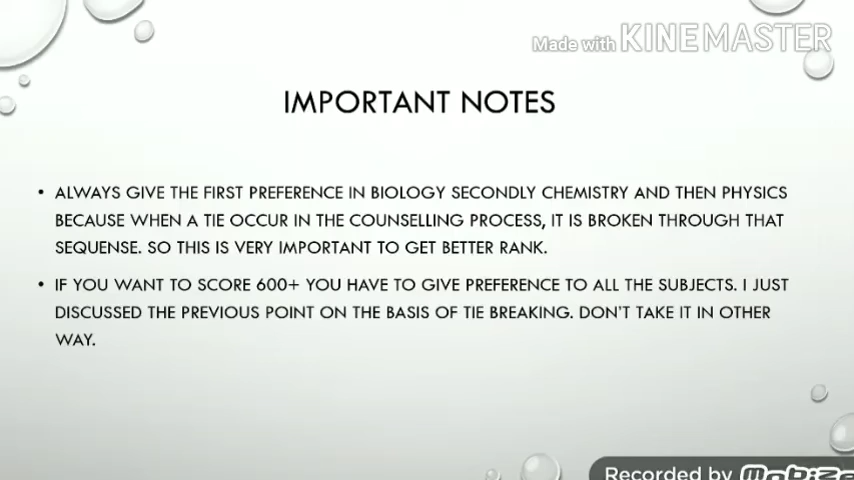 Made with KINEMASTER
IMPORTANT NOTES
• ALWAYS GIVE THE FIRST PREFERENCE IN BIOLOGY SECONDLY CHEMISTRY AND THEN PHYSICS
BECAUSE WHEN A TIE OCCUR IN THE COUNSELLING PROCESS, IT IS BROKEN THROUGH THAT
SEQUENSE. SO THIS IS VERY IMPORTANT TO GET BETTER RANK.
• IF YOU WANT TO SCORE 600+ YOU HAVE TO GIVE PREFERENCE TO ALL THE SUBJECTS. I JUST
DISCUSSED THE PREVIOUS POINT ON THE BASIS OF TIE BREAKING. DON'T TAKE IT IN OTHER
WAY.
Recorded by